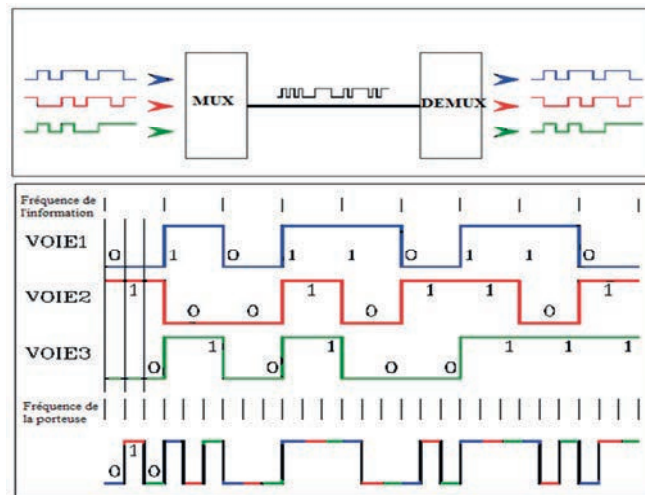 MUX
DEMUX
Fréquence de
l'information
VOIE1
0 1 0 1 1 0 1 1 0
VOIE2
1 0 0 1 0 1 1 0 1
VOIE3
0 1 0 1 0 0 1 1 1
Fréquence de
la porteuse
0 1 0